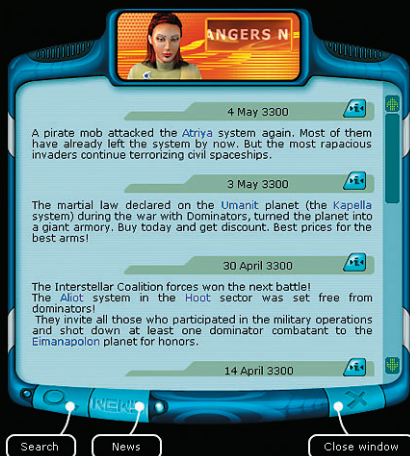 ANGERS N
4 May 3300
A pirate mob attacked the Atriya system again. Most of them
have already left the system by now. But the most rapacious
invaders continue terrorizing civil spaceships.
3 May 3300
The martial law declared on the Umanit planet (the Kapella
system) during the war with Dominators, turned the planet into
a giant armory. Buy today and get discount. Best prices for the
best arms!
30 April 3300
The Interstellar Coalition forces won the next battle!
The Aliot system in the Hoot sector was set free from
dominators!
They invite all those who participated in the military operations
and shot down at least one dominator combatant to the
Eimanapolon planet for honors.
14 April 3300
NEWS
Search
News
Close window